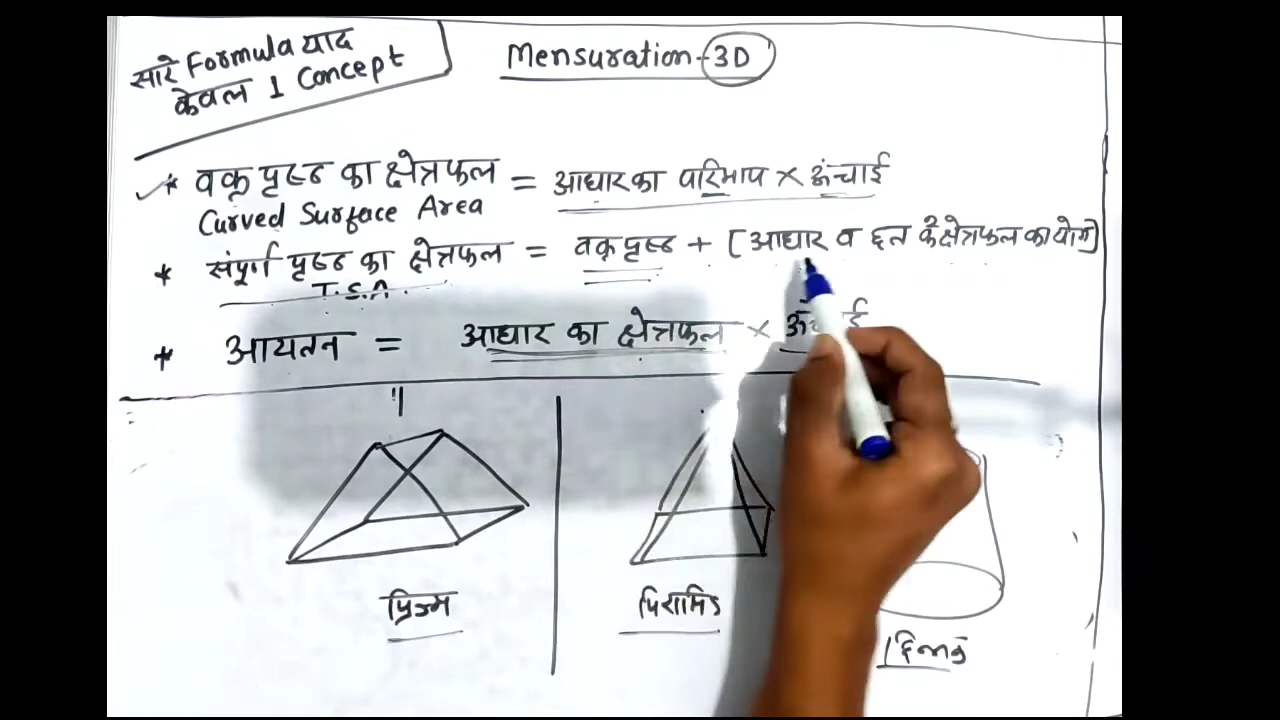 सारे Formula याद
केवल 1 Concept
Mensuration-3D
* वक्र पृष्ठ का क्षेत्रफल = आधार का परिमाप × ऊंचाई
Curved Surface Area
* संपूर्ण पृष्ठ का क्षेत्रफल = वक्र पृष्ठ + [आधार व छत के क्षेत्रफल का योग]
T.S.A
* आयतन = आधार का क्षेत्रफल ×
प्रिज्म
पिरामिड